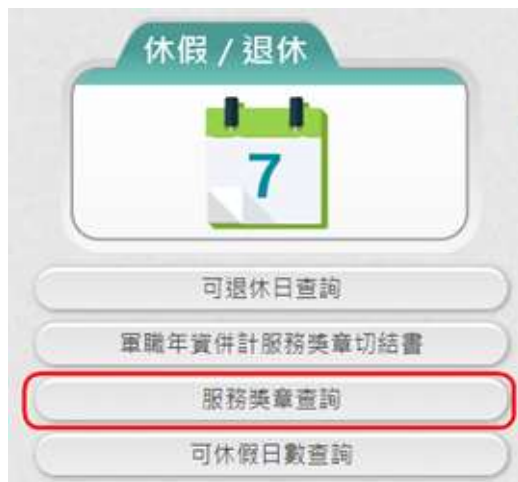 休假 / 退休
7
可退休日查詢
軍職年資併計服務獎章切結書
服務獎章查詢
可休假日數查詢